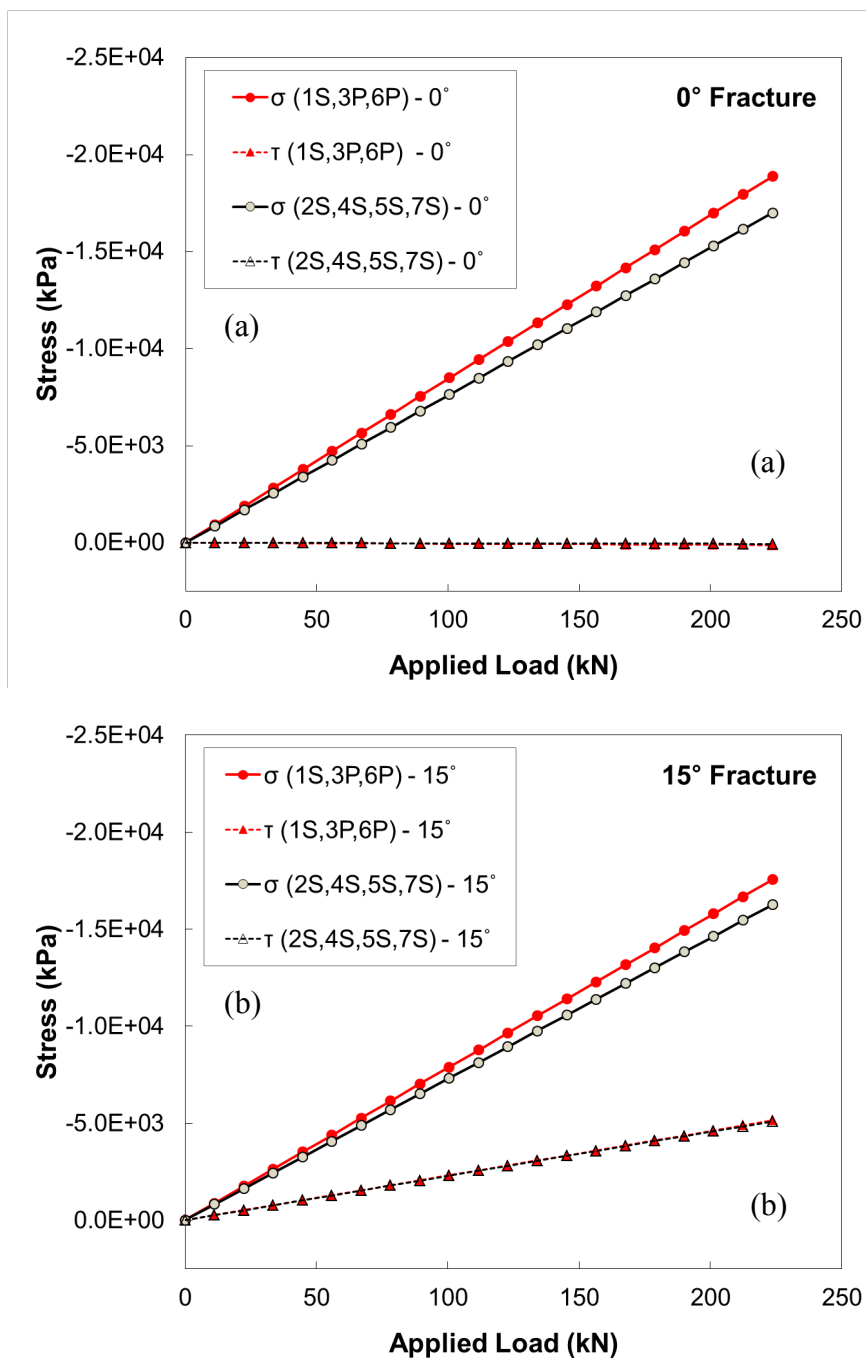 -2.5E+04
-2.0E+04
-1.5E+04
-1.0E+04
-5.0E+03
0.0E+00
Stress (kPa)
σ (1S,3P,6P) - 0°
τ (1S,3P,6P) - 0°
σ (2S,4S,5S,7S) - 0°
τ (2S,4S,5S,7S) - 0°
0° Fracture
(a)
(a)
0 50 100 150 200 250
Applied Load (kN)
-2.5E+04
-2.0E+04
-1.5E+04
-1.0E+04
-5.0E+03
0.0E+00
Stress (kPa)
σ (1S,3P,6P) - 15°
τ (1S,3P,6P) - 15°
σ (2S,4S,5S,7S) - 15°
τ (2S,4S,5S,7S) - 15°
15° Fracture
(b)
(b)
0 50 100 150 200 250
Applied Load (kN)